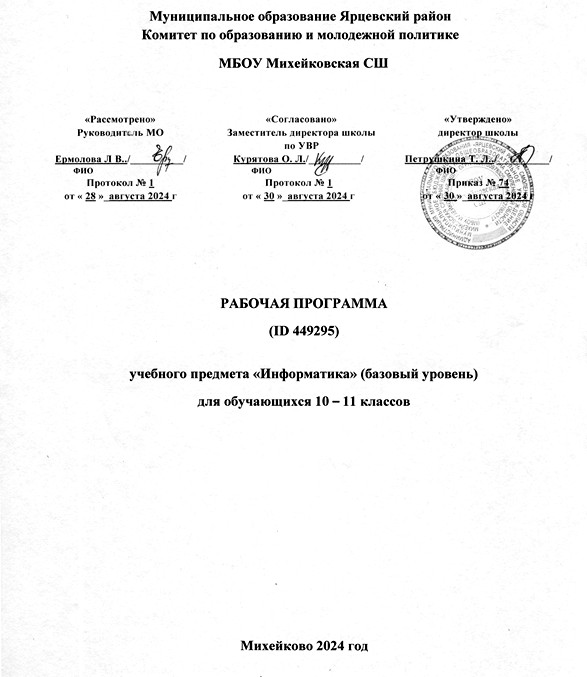 Муниципальное образование Ярцевский район
Комитет по образованию и молодежной политике
МБОУ Михейковская СШ
«Рассмотрено»
Руководитель МО
Ермолова Л В../ /
ФИО
Протокол № 1
от « 28 » августа 2024 г
«Согласовано»
Заместитель директора школы
по УВР
Курятова О. Л./ /
ФИО
Протокол № 1
от « 30 » августа 2024 г
«Утверждено»
директор школы
Петрушкина Т. Л../ /
ФИО
Приказ № 74
от « 30 » августа 2024 г
РАБОЧАЯ ПРОГРАММА
(ID 449295)
учебного предмета «Информатика» (базовый уровень)
для обучающихся 10 – 11 классов
Михейково 2024 год